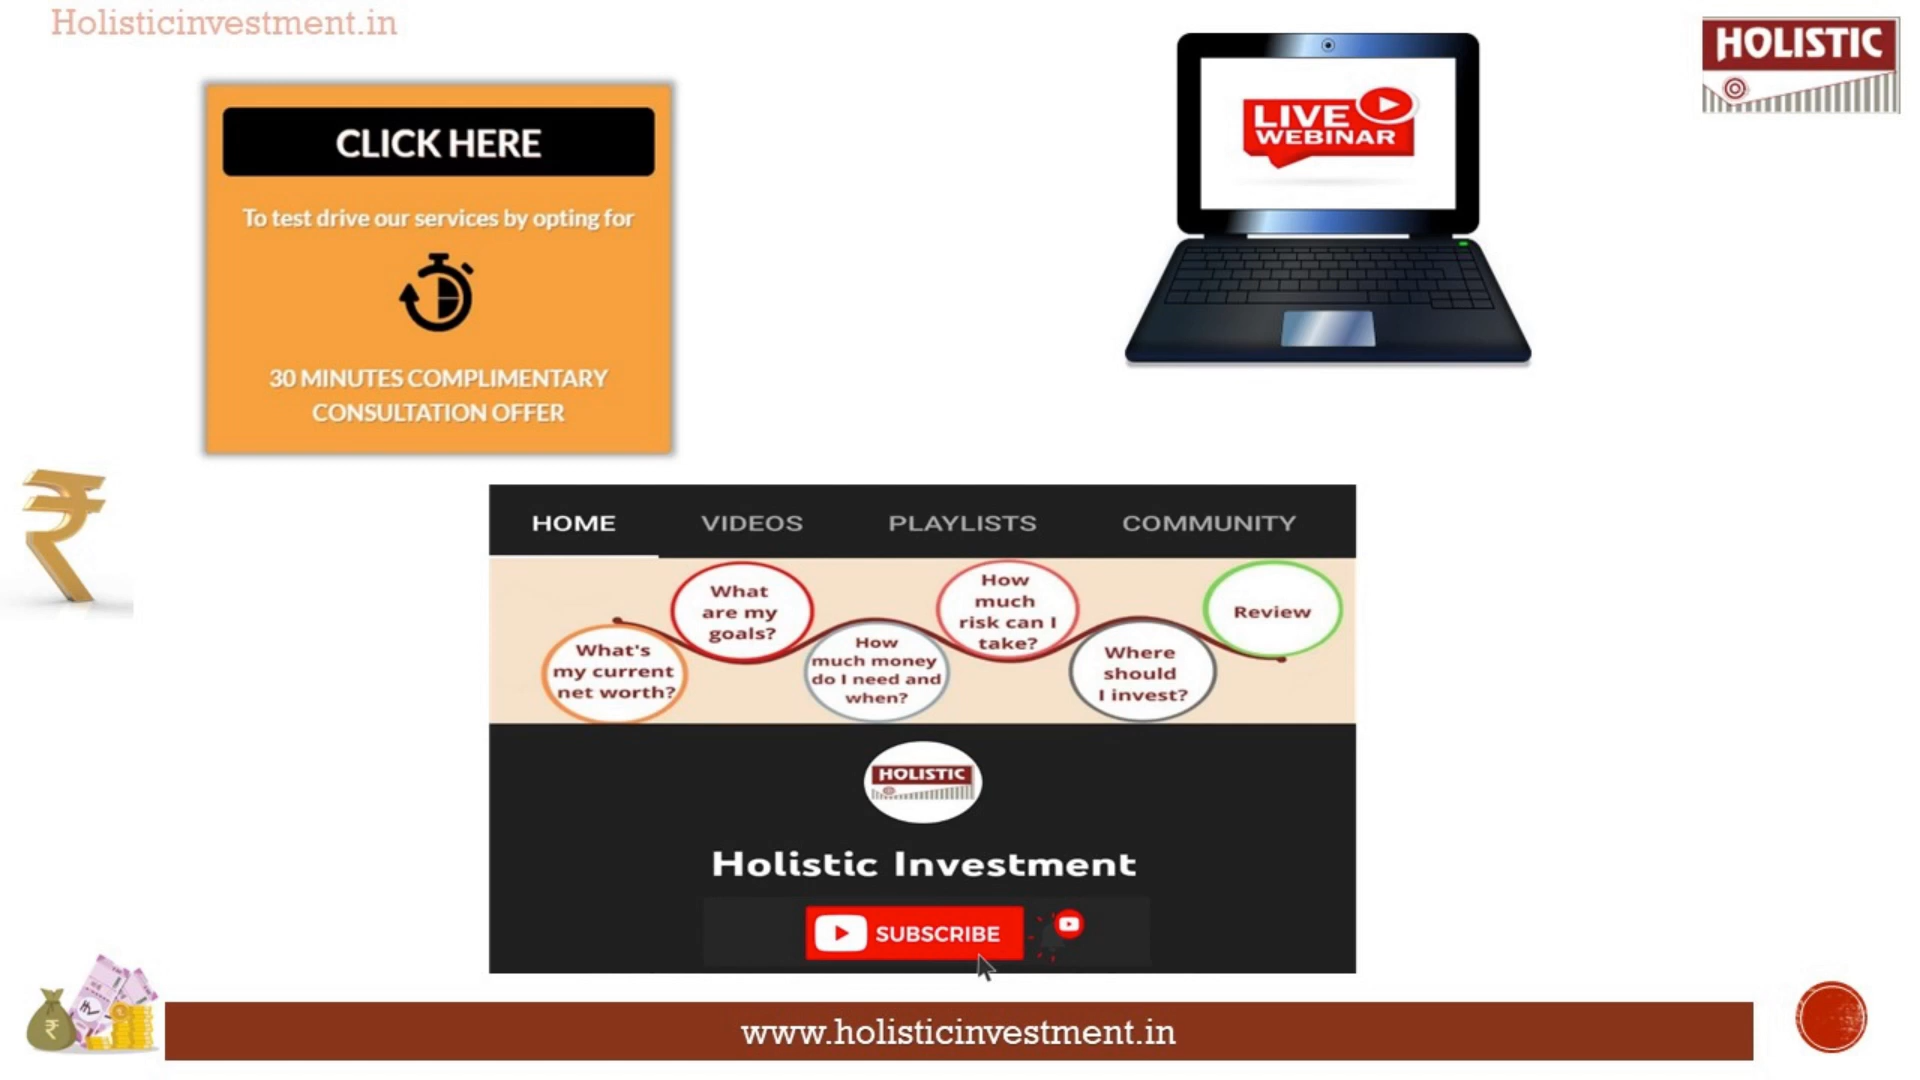 Holisticinvestment.in
HOLISTIC
CLICK HERE
To test drive our services by opting for
30 MINUTES COMPLIMENTARY
CONSULTATION OFFER
LIVE
WEBINAR
HOME VIDEOS PLAYLISTS COMMUNITY
What's
my current
net worth?
What
are my
goals?
How
much money
do I need and
when?
How
much
risk can I
take?
Where
should
I invest?
Review
HOLISTIC
Holistic Investment
SUBSCRIBE
www.holisticinvestment.in